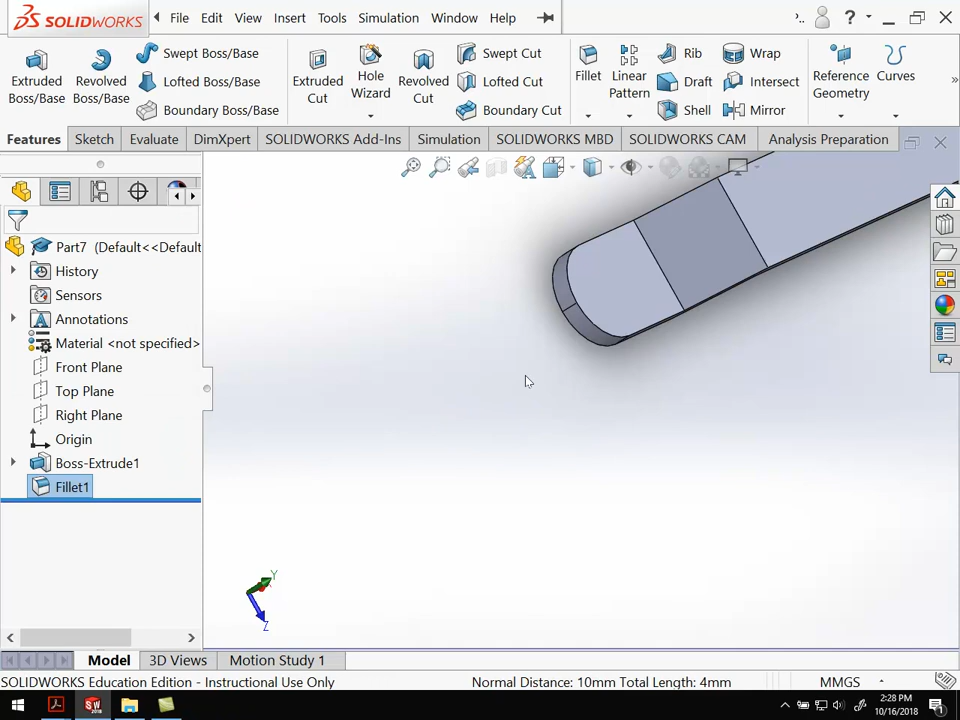 SOLIDWORKS File Edit View Insert Tools Simulation Window Help ?
Extruded Boss/Base
Revolved Boss/Base
Swept Boss/Base
Lofted Boss/Base
Boundary Boss/Base
Extruded Cut
Hole Wizard
Revolved Cut
Swept Cut
Lofted Cut
Boundary Cut
Fillet
Linear Pattern
Rib
Draft
Shell
Wrap
Intersect
Mirror
Reference Geometry
Curves
Features Sketch Evaluate DimXpert SOLIDWORKS Add-Ins Simulation SOLIDWORKS MBD SOLIDWORKS CAM Analysis Preparation
Part7 (Default<<Default
History
Sensors
Annotations
Material <not specified>
Front Plane
Top Plane
Right Plane
Origin
Boss-Extrude1
Fillet1
Y
Z
Model 3D Views Motion Study 1
SOLIDWORKS Education Edition - Instructional Use Only Normal Distance: 10mm Total Length: 4mm MMGS
2:28 PM
10/16/2018